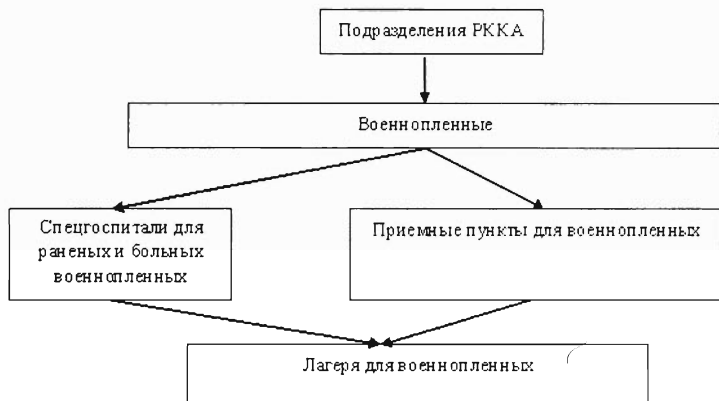 Подразделения РККА
Военнопленные
Спецгоспитали для
раненых и больных
военнопленных
Приемные пункты для военнопленных
Лагеря для военнопленных